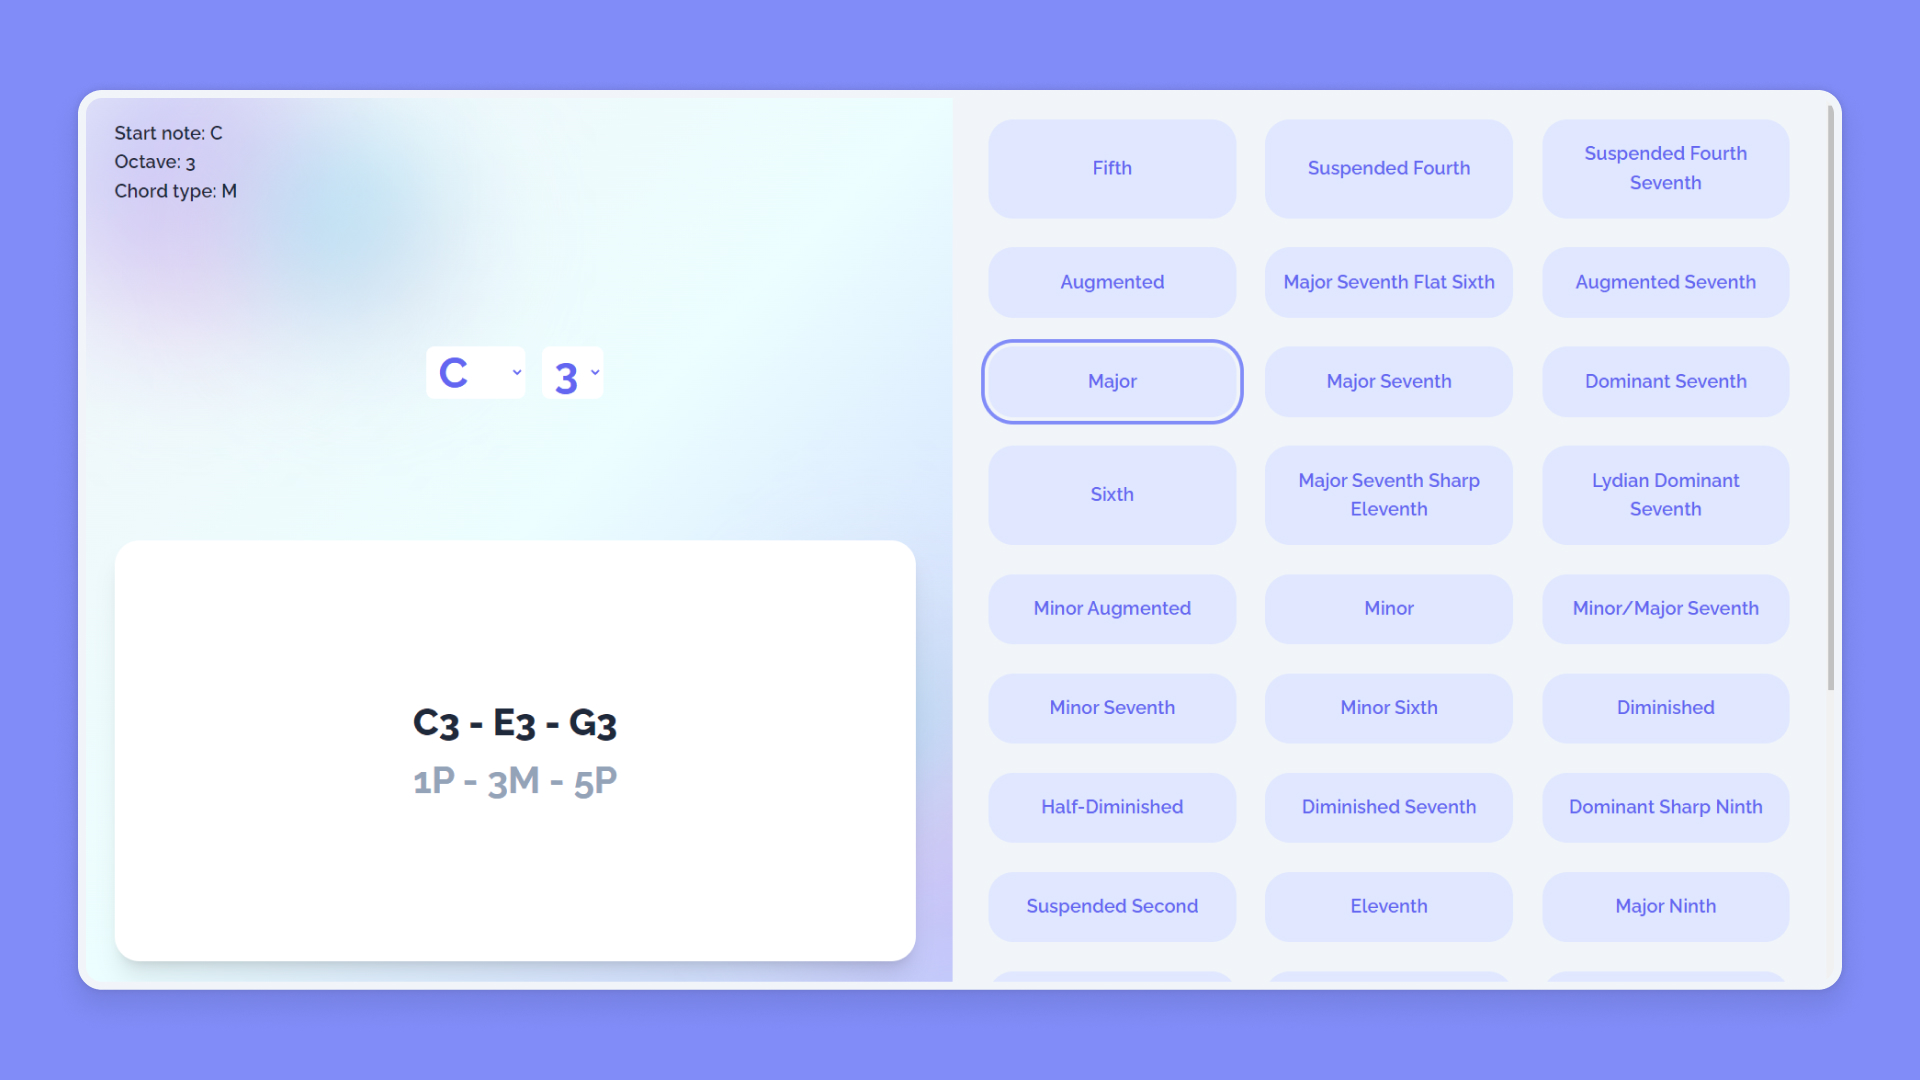 Start note: C
Octave: 3
Chord type: M
C
3
C3 - E3 - G3
1P - 3M - 5P
Fifth
Suspended Fourth
Suspended Fourth
Seventh
Augmented
Major Seventh Flat Sixth
Augmented Seventh
Major
Major Seventh
Dominant Seventh
Sixth
Major Seventh Sharp
Eleventh
Lydian Dominant
Seventh
Minor Augmented
Minor
Minor/Major Seventh
Minor Seventh
Minor Sixth
Diminished
Half-Diminished
Diminished Seventh
Dominant Sharp Ninth
Suspended Second
Eleventh
Major Ninth